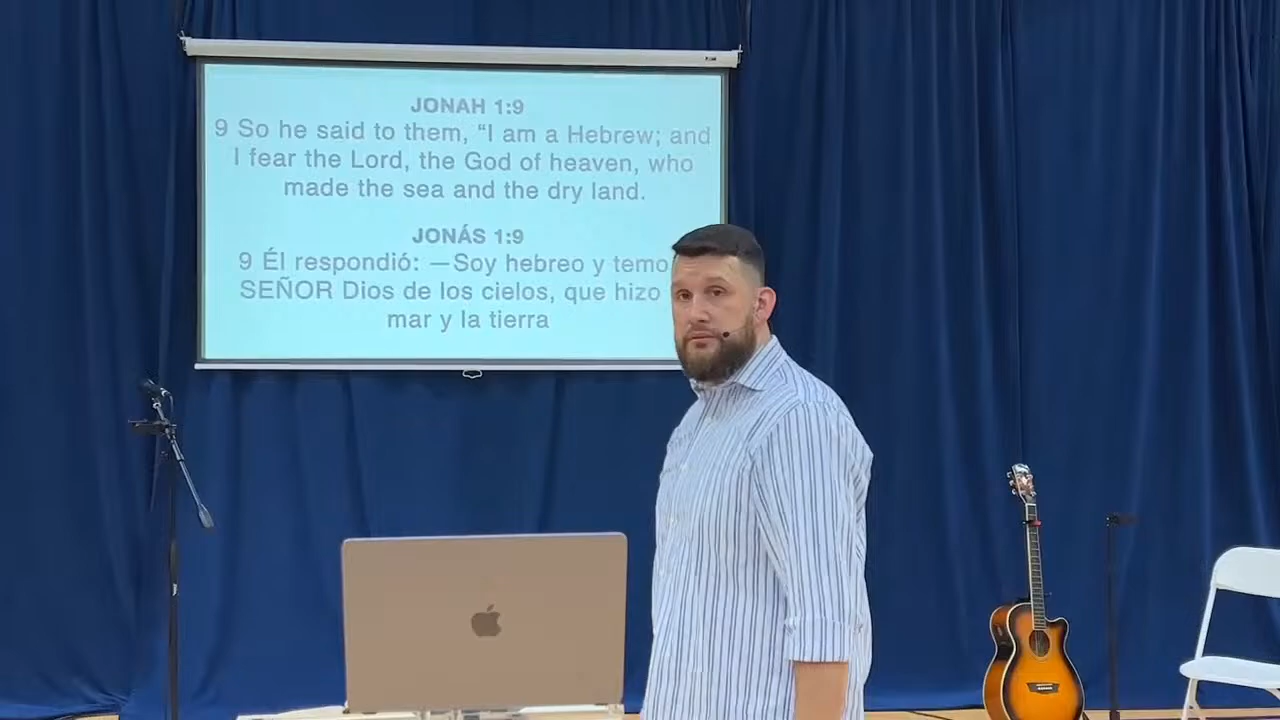 JONAH 1:9
9 So he said to them, “I am a Hebrew; and
I fear the Lord, the God of heaven, who
made the sea and the dry land.
JONÁS 1:9
9 Él respondió: —Soy hebreo y temo
SEÑOR Dios de los cielos, que hizo
mar y la tierra